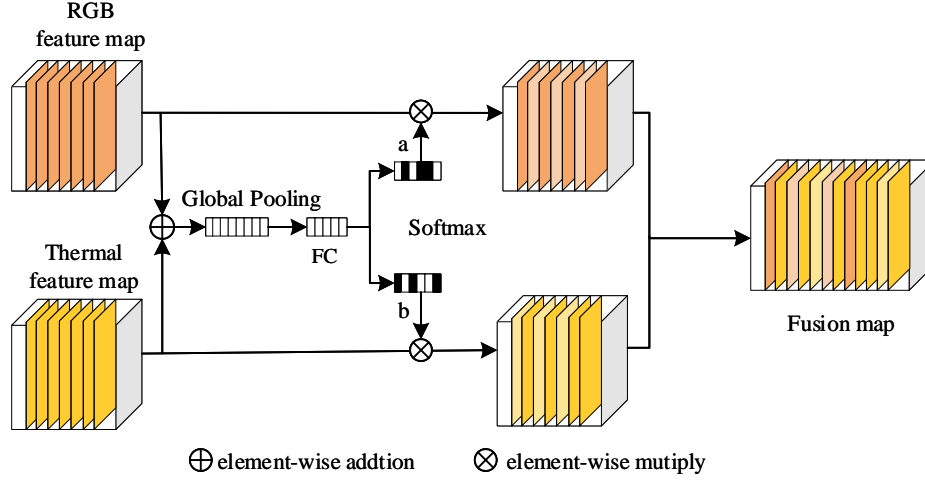 RGB
feature map
a
Global Pooling
Softmax
FC
Thermal
feature map
b
Fusion map
element-wise addtion
element-wise mutiply